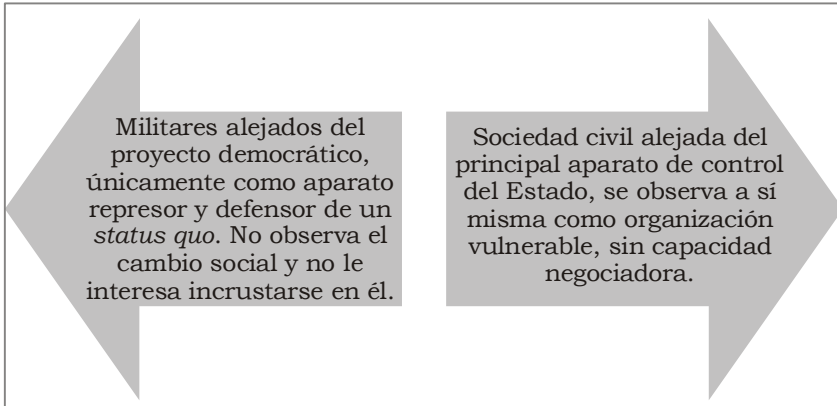 Militares alejados del
proyecto democrático,
únicamente como aparato
represor y defensor de un
status quo. No observa el
cambio social y no le
interesa incrustarse en él.
Sociedad civil alejada del
principal aparato de control
del Estado, se observa a sí
misma como organización
vulnerable, sin capacidad
negociadora.